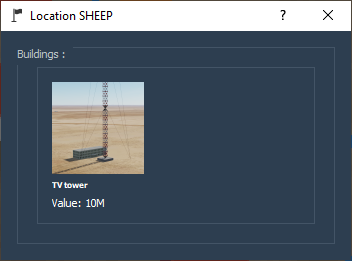 Location SHEEP
Buildings :
TV tower
Value: 10M